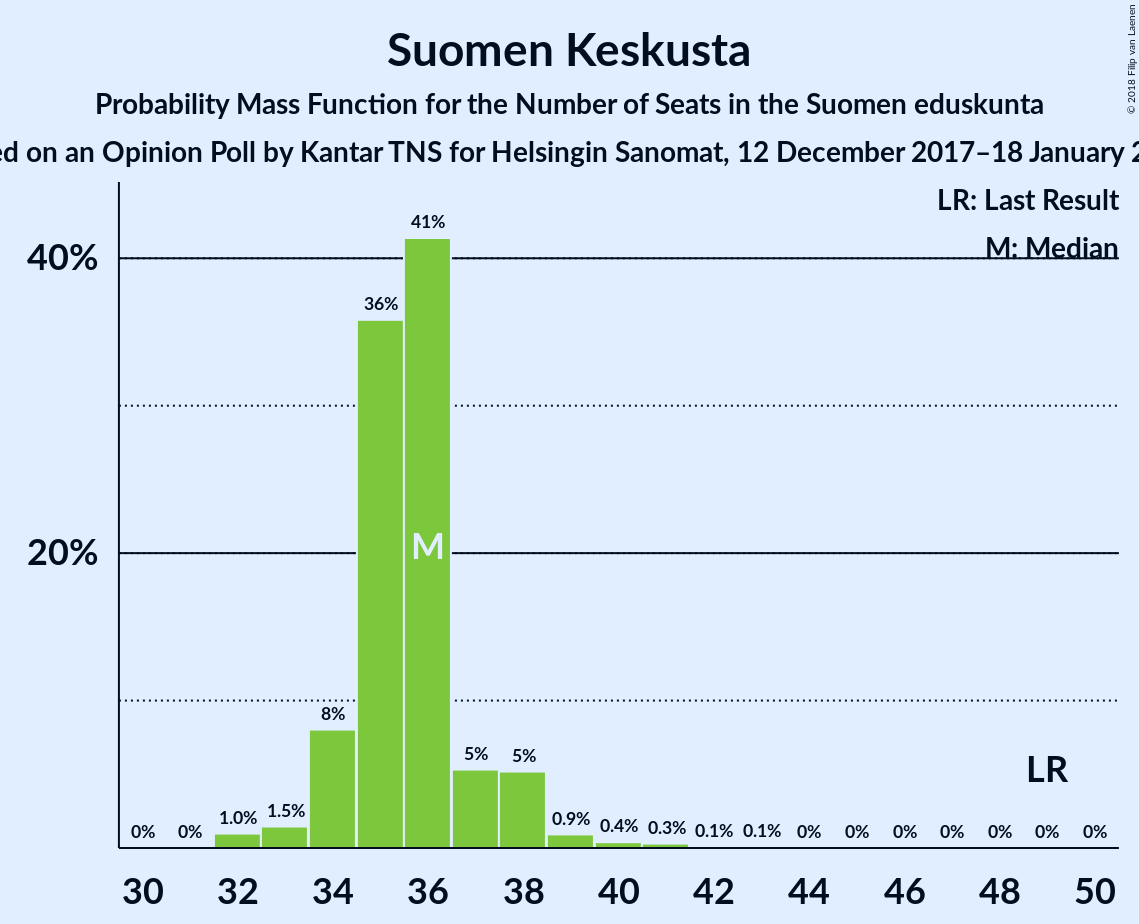 Suomen Keskusta
Probability Mass Function for the Number of Seats in the Suomen eduskunta
on an Opinion Poll by Kantar TNS for Helsingin Sanomat, 12 December 2017–18 January
© 2018 Filip van Laenen
LR: Last Result
M: Median
40%
20%
41%
36%
M
8%
5%
5%
LR
0%
0%
1.0%
1.5%
0.9%
0.4%
0.3%
0.1%
0.1%
0%
0%
0%
0%
0%
0%
0%
30 32 34 36 38 40 42 44 46 48 50